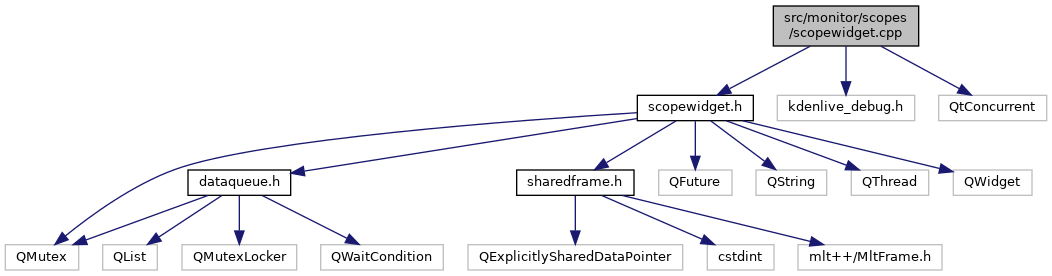 src/monitor/scopes
/scopewidget.cpp
scopewidget.h
kdenlive_debug.h
QtConcurrent
dataqueue.h
sharedframe.h
QFuture
QString
QThread
QWidget
QMutex
QList
QMutexLocker
QWaitCondition
QExplicitlySharedDataPointer
cstdint
mlt++/MltFrame.h